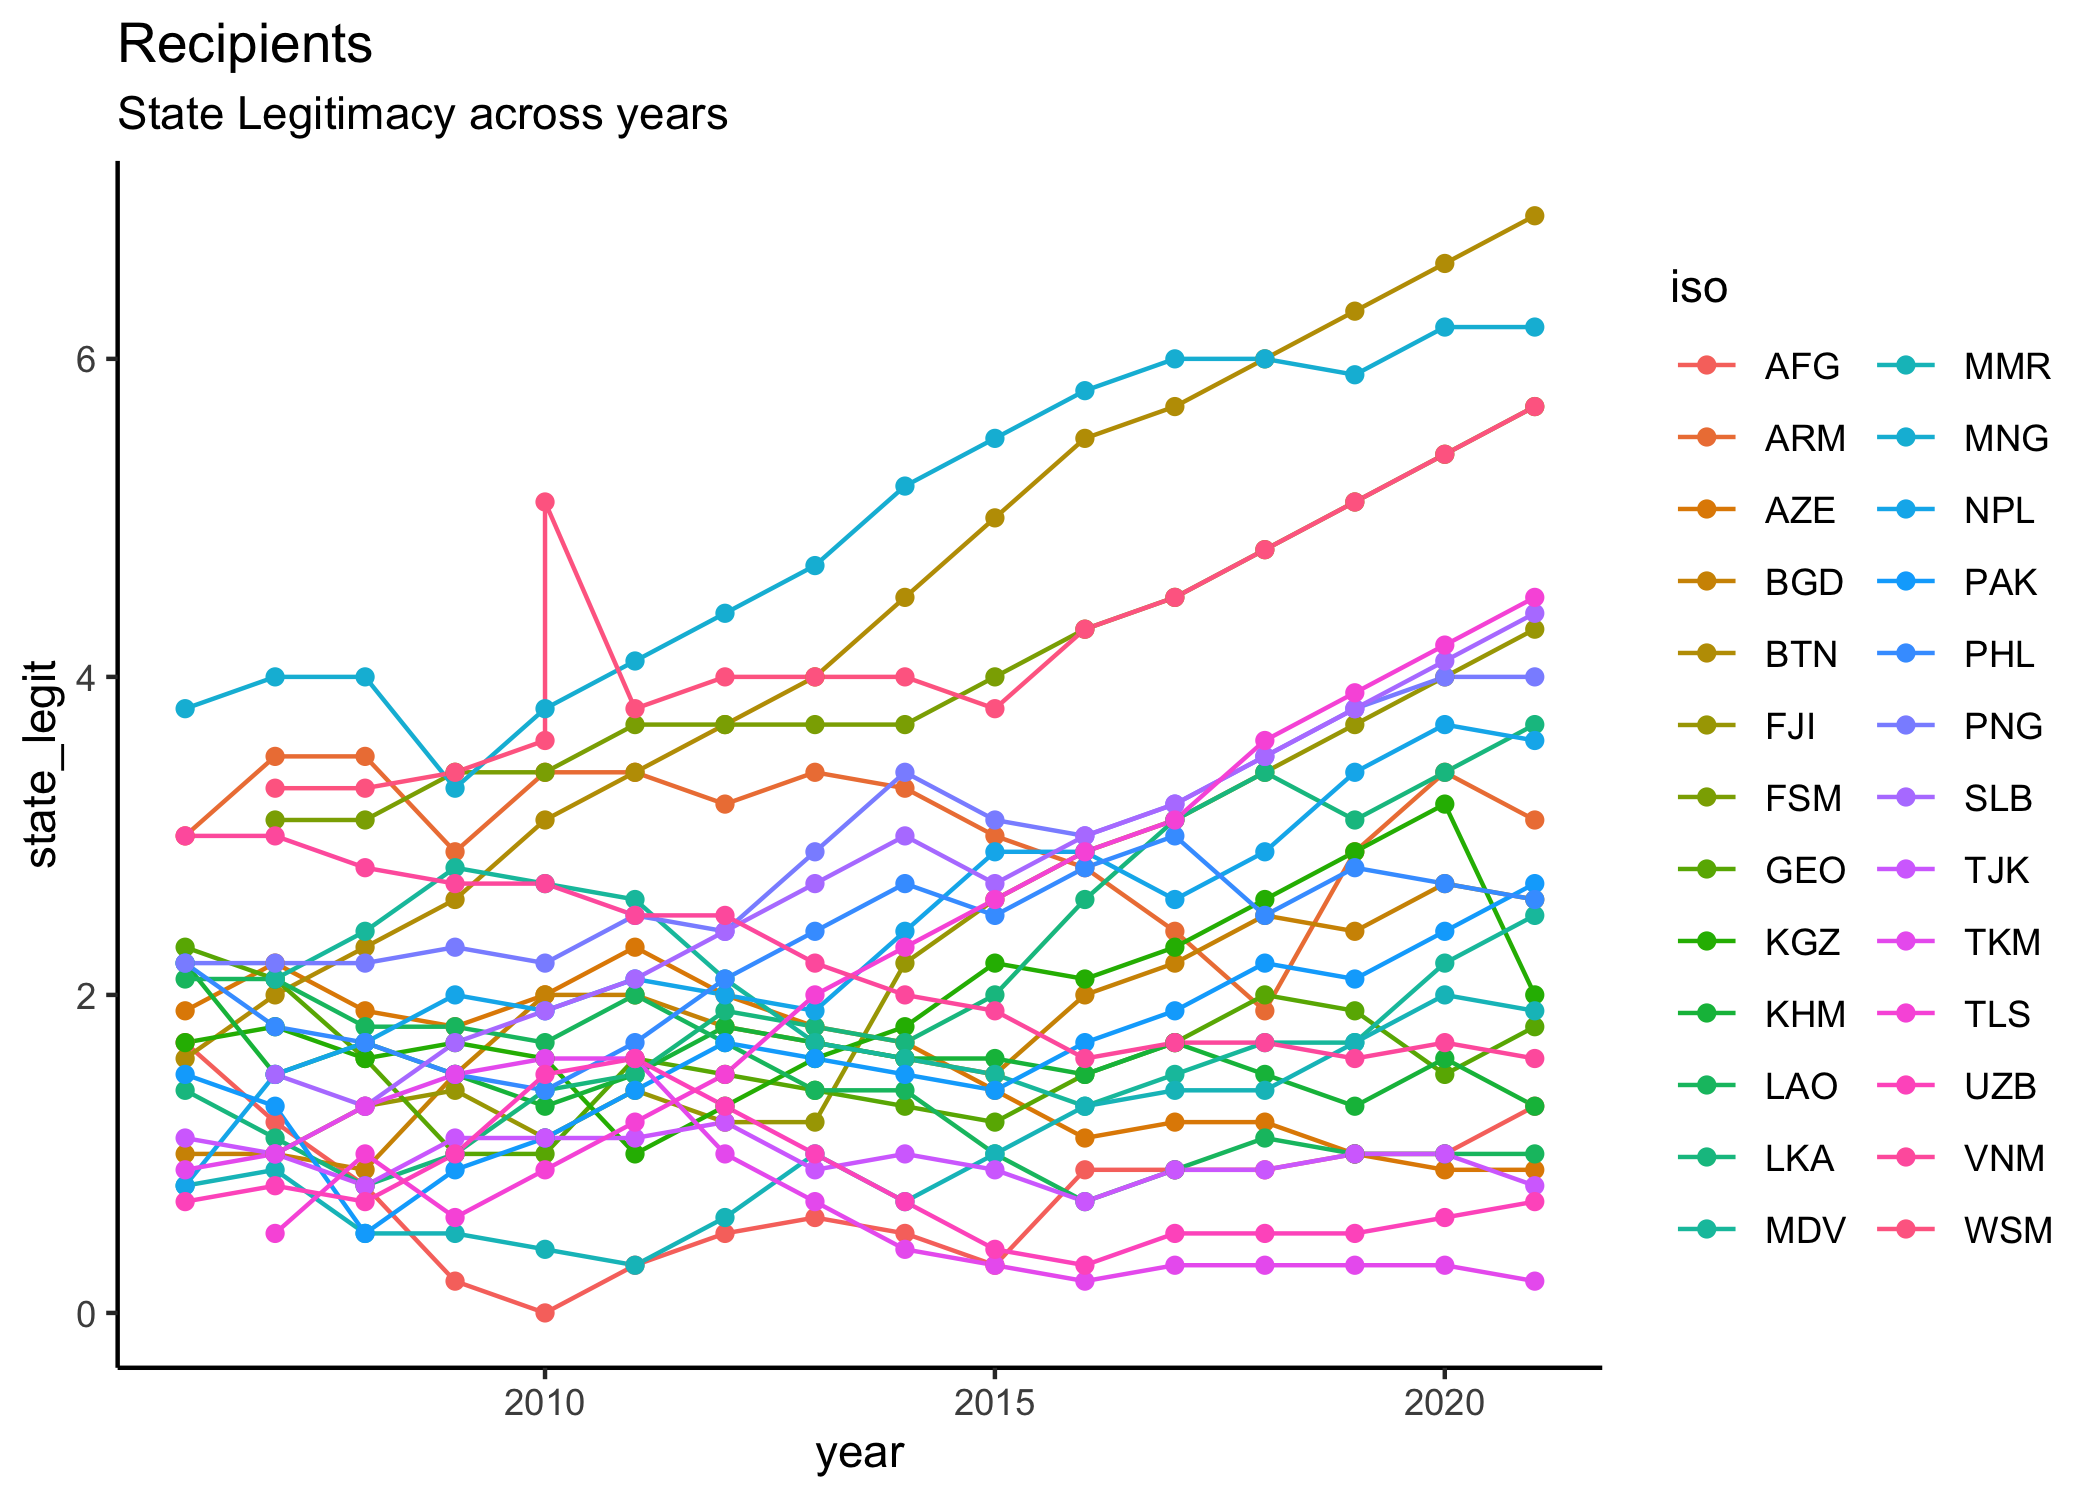 Recipients
State Legitimacy across years
state_legit
6
4
2
0
2010
2015
2020
year
iso
AFG
ARM
AZE
BGD
BTN
FJI
FSM
GEO
KGZ
KHM
LAO
LKA
MDV
MMR
MNG
NPL
PAK
PHL
PNG
SLB
TJK
TKM
TLS
UZB
VNM
WSM